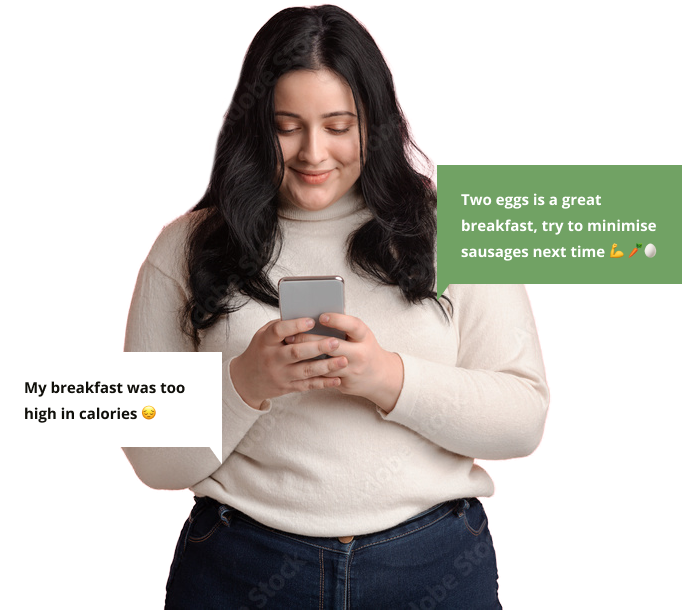 Two eggs is a great
breakfast, try to minimise
sausages next time 💪🥕🥚
My breakfast was too
high in calories 😔